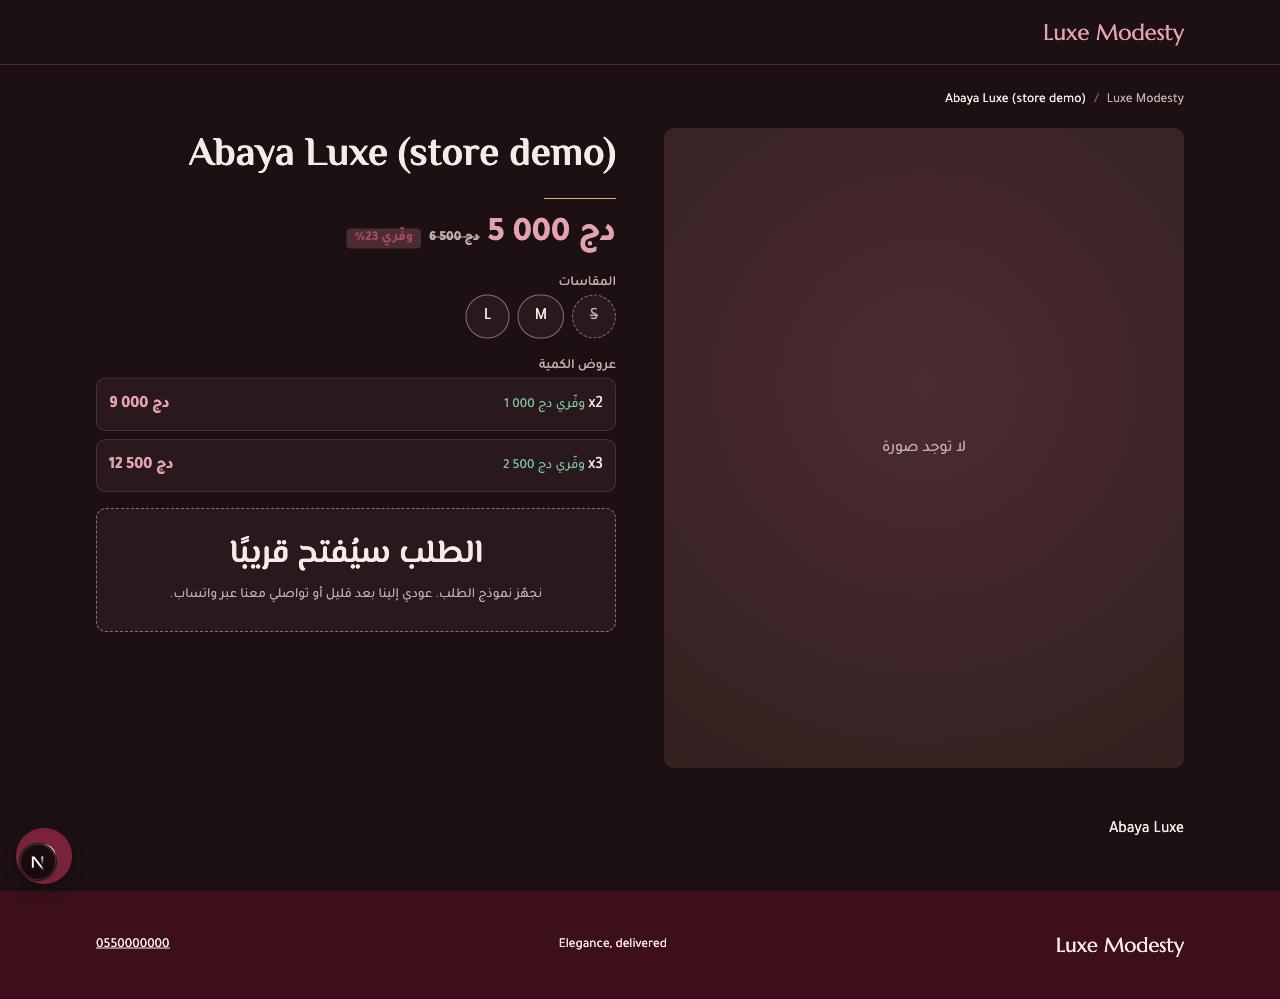 Luxe Modesty
Luxe Modesty / Abaya Luxe (store demo)
Abaya Luxe (store demo)
5 000 دج 6 500 دج وفّري 23%
المقاسات
S M L
عروض الكمية
x2 وفّري دج 1 000 9 000 دج
x3 وفّري دج 2 500 12 500 دج
الطلب سيُفتح قريبًا
نجهّز نموذج الطلب. عودي إلينا بعد قليل أو تواصلي معنا عبر واتساب.
لا توجد صورة
Abaya Luxe
N
Luxe Modesty
Elegance, delivered
0550000000